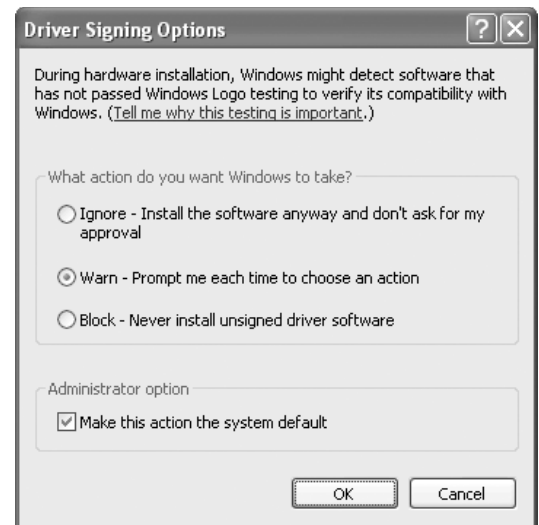 Driver Signing Options
During hardware installation, Windows might detect software that
has not passed Windows Logo testing to verify its compatibility with
Windows. (Tell me why this testing is important.)
What action do you want Windows to take?
Ignore - Install the software anyway and don't ask for my
approval
Warn - Prompt me each time to choose an action
Block - Never install unsigned driver software
Administrator option
Make this action the system default
OK Cancel